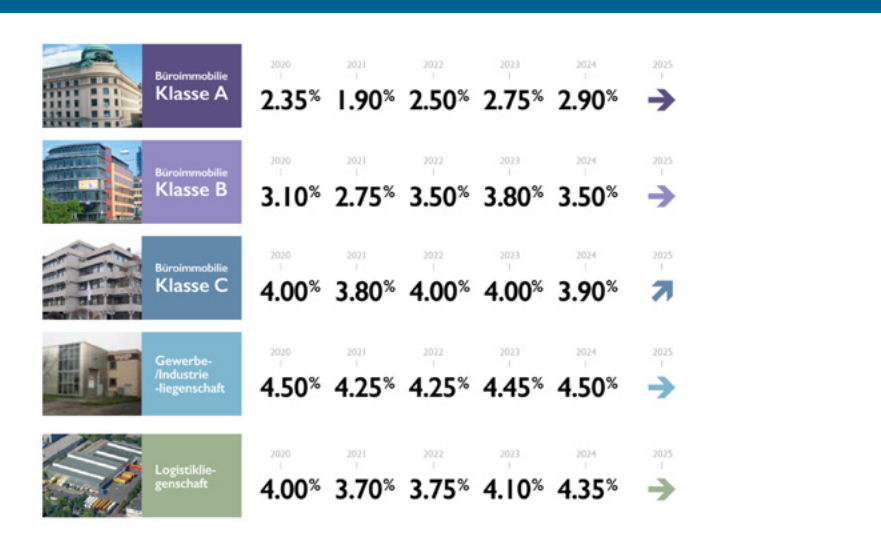 Büroimmobilie
Klasse A
2020 2021 2022 2023 2024 2025
2.35% 1.90% 2.50% 2.75% 2.90%
Büroimmobilie
Klasse B
2020 2021 2022 2023 2024 2025
3.10% 2.75% 3.50% 3.80% 3.50%
Büroimmobilie
Klasse C
2020 2021 2022 2023 2024 2025
4.00% 3.80% 4.00% 4.00% 3.90%
Gewerbe-
/Industrie
-liegenschaft
2020 2021 2022 2023 2024 2025
4.50% 4.25% 4.25% 4.45% 4.50%
Logistiklie-
genschaft
2020 2021 2022 2023 2024 2025
4.00% 3.70% 3.75% 4.10% 4.35%